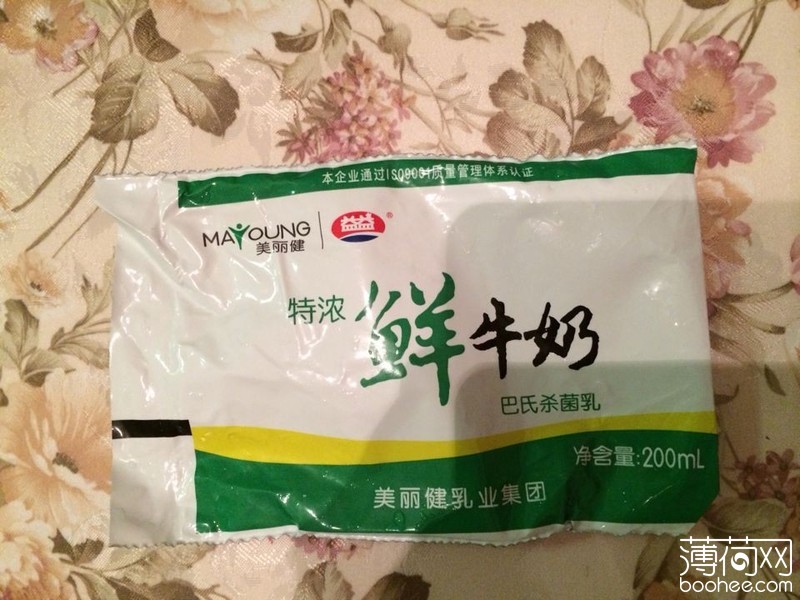 本企业通过ISO9001质量管理体系认证
MAYOUNG
美丽健
益益
®
特浓
鲜牛奶
巴氏杀菌乳
净含量:200mL
美丽健乳业集团
薄荷网
boohee.com